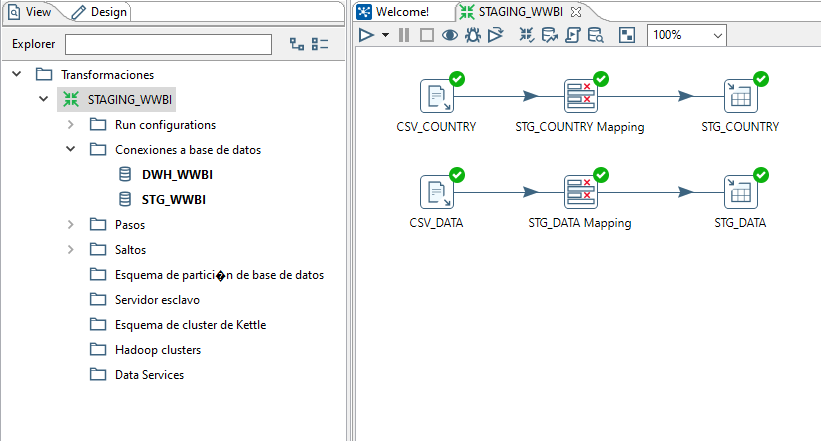 View
Design
Explorer
Transformaciones
STAGING_WWBI
Run configurations
Conexiones a base de datos
DWH_WWBI
STG_WWBI
Pasos
Saltos
Esquema de partici�n de base de datos
Servidor esclavo
Esquema de cluster de Kettle
Hadoop clusters
Data Services
Welcome!
STAGING_WWBI
100%
CSV_COUNTRY
STG_COUNTRY Mapping
STG_COUNTRY
CSV_DATA
STG_DATA Mapping
STG_DATA